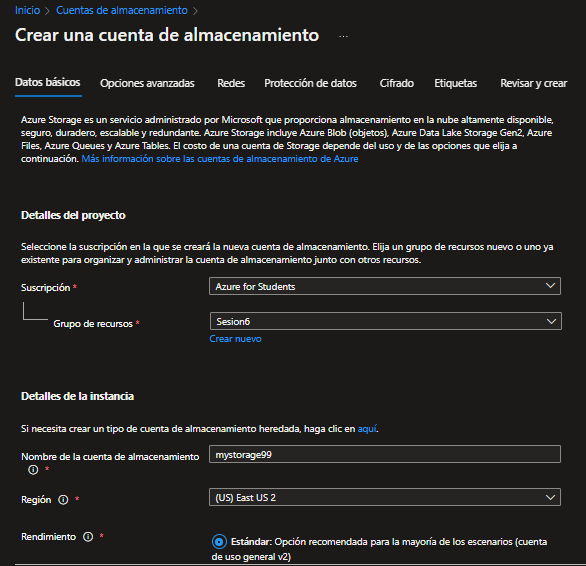 Inicio > Cuentas de almacenamiento >
Crear una cuenta de almacenamiento ...
Datos básicos Opciones avanzadas Redes Protección de datos Cifrado Etiquetas Revisar y crear
Azure Storage es un servicio administrado por Microsoft que proporciona almacenamiento en la nube altamente disponible,
seguro, duradero, escalable y redundante. Azure Storage incluye Azure Blob (objetos), Azure Data Lake Storage Gen2, Azure
Files, Azure Queues y Azure Tables. El costo de una cuenta de Storage depende del uso y de las opciones que elija a
continuación. Más información sobre las cuentas de almacenamiento de Azure
Detalles del proyecto
Seleccione la suscripción en la que se creará la nueva cuenta de almacenamiento. Elija un grupo de recursos nuevo o uno ya
existente para organizar y administrar la cuenta de almacenamiento junto con otros recursos.
Suscripción * Azure for Students
Grupo de recursos * Sesion6
Crear nuevo
Detalles de la instancia
Si necesita crear un tipo de cuenta de almacenamiento heredada, haga clic en aquí.
Nombre de la cuenta de almacenamiento mystorage99
*
Región * (US) East US 2
Rendimiento * Estándar: Opción recomendada para la mayoría de los escenarios (cuenta
de uso general v2)